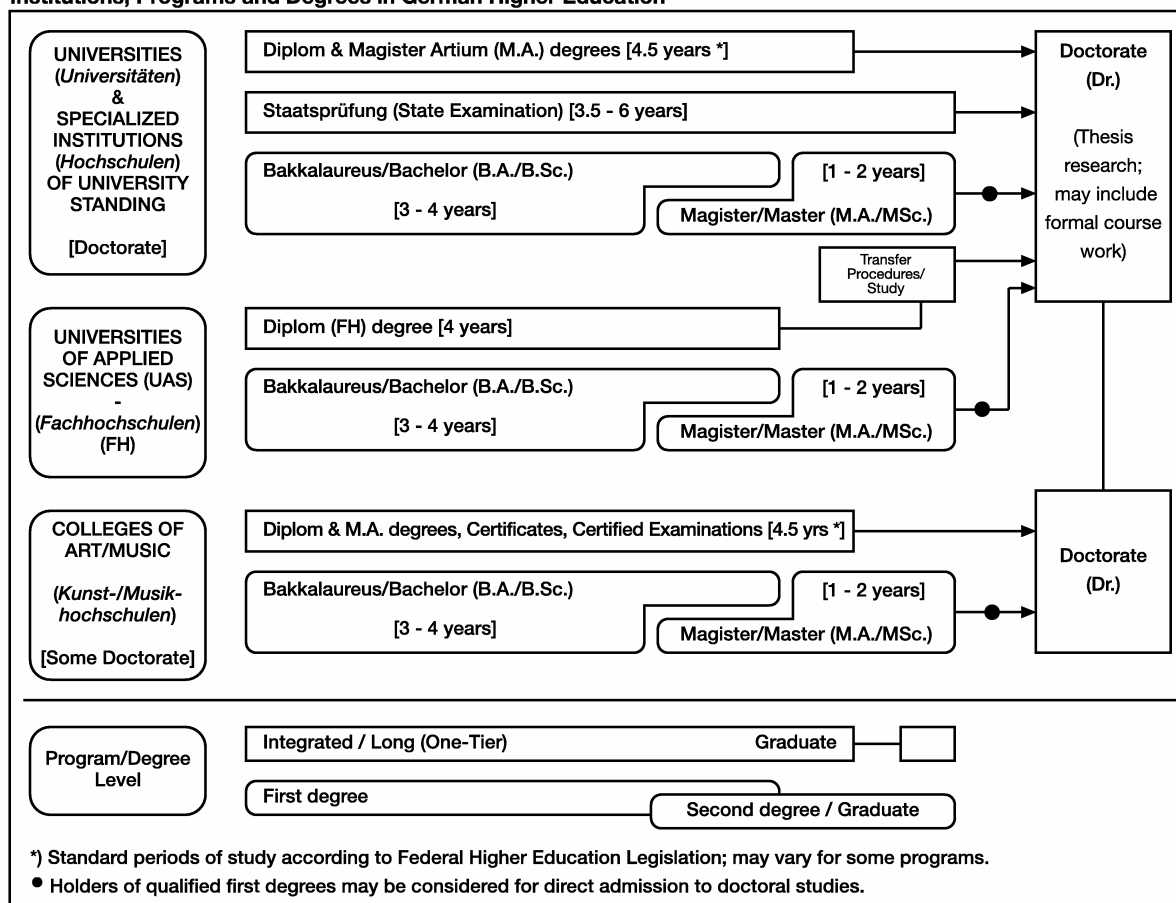 Institutions, Programs and Degrees in German Higher Education
UNIVERSITIES
(Universitäten)
&
SPECIALIZED
INSTITUTIONS
(Hochschulen)
OF UNIVERSITY
STANDING
[Doctorate]
Diplom & Magister Artium (M.A.) degrees [4.5 years *]
Staatsprüfung (State Examination) [3.5 - 6 years]
Bakkalaureus/Bachelor (B.A./B.Sc.)
[3 - 4 years]
[1 - 2 years]
Magister/Master (M.A./MSc.)
Transfer
Procedures/
Study
Doctorate
(Dr.)
(Thesis
research;
may include
formal course
work)
UNIVERSITIES
OF APPLIED
SCIENCES (UAS)
-
(Fachhochschulen)
(FH)
Diplom (FH) degree [4 years]
Bakkalaureus/Bachelor (B.A./B.Sc.)
[3 - 4 years]
[1 - 2 years]
Magister/Master (M.A./MSc.)
COLLEGES OF
ART/MUSIC
(Kunst-/Musik-
hochschulen)
[Some Doctorate]
Diplom & M.A. degrees, Certificates, Certified Examinations [4.5 yrs *]
Bakkalaureus/Bachelor (B.A./B.Sc.)
[3 - 4 years]
[1 - 2 years]
Magister/Master (M.A./MSc.)
Doctorate
(Dr.)
Program/Degree
Level
Integrated / Long (One-Tier) Graduate
First degree
Second degree / Graduate
*) Standard periods of study according to Federal Higher Education Legislation; may vary for some programs.
● Holders of qualified first degrees may be considered for direct admission to doctoral studies.